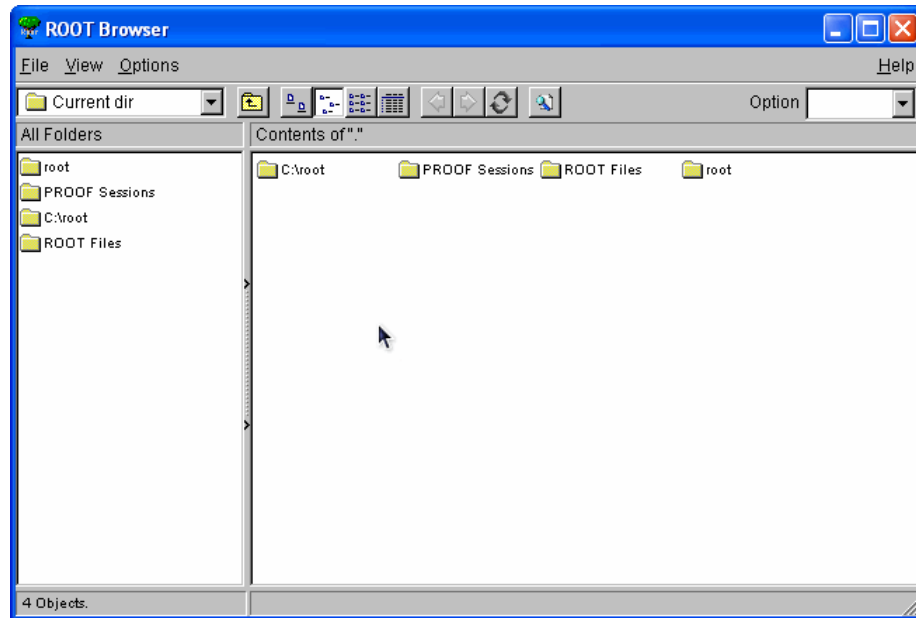 ROOT Browser
File View Options Help
Current dir Option
All Folders Contents of"."
root
PROOF Sessions
C:\root
ROOT Files
C:\root PROOF Sessions ROOT Files root
4 Objects.